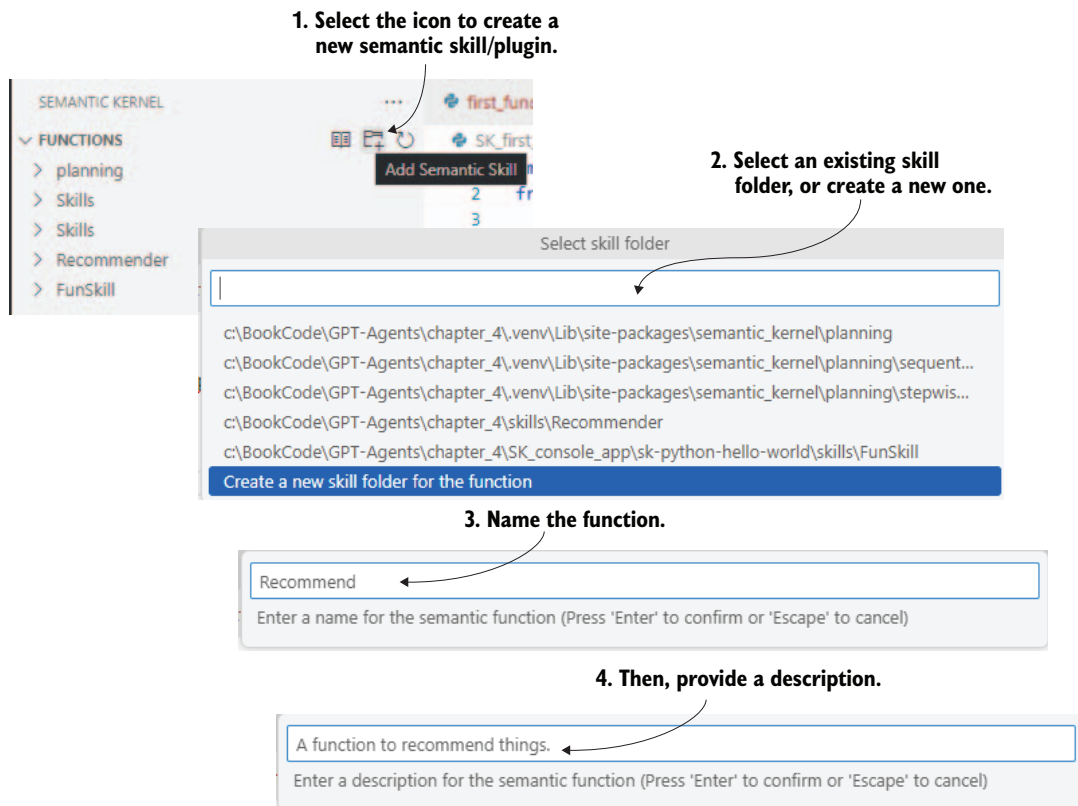 1. Select the icon to create a
new semantic skill/plugin.
SEMANTIC KERNEL
...
first_func
FUNCTIONS
SK_first_
Add Semantic Skill
planning
2 fr
Skills
3
Skills
Recommender
FunSkill
2. Select an existing skill
folder, or create a new one.
Select skill folder
c:\BookCode\GPT-Agents\chapter_4\.venv\Lib\site-packages\semantic_kernel\planning
c:\BookCode\GPT-Agents\chapter_4\.venv\Lib\site-packages\semantic_kernel\planning\sequent...
c:\BookCode\GPT-Agents\chapter_4\.venv\Lib\site-packages\semantic_kernel\planning\stepwis...
c:\BookCode\GPT-Agents\chapter_4\skills\Recommender
c:\BookCode\GPT-Agents\chapter_4\SK_console_app\sk-python-hello-world\skills\FunSkill
Create a new skill folder for the function
3. Name the function.
Recommend
Enter a name for the semantic function (Press 'Enter' to confirm or 'Escape' to cancel)
4. Then, provide a description.
A function to recommend things.
Enter a description for the semantic function (Press 'Enter' to confirm or 'Escape' to cancel)